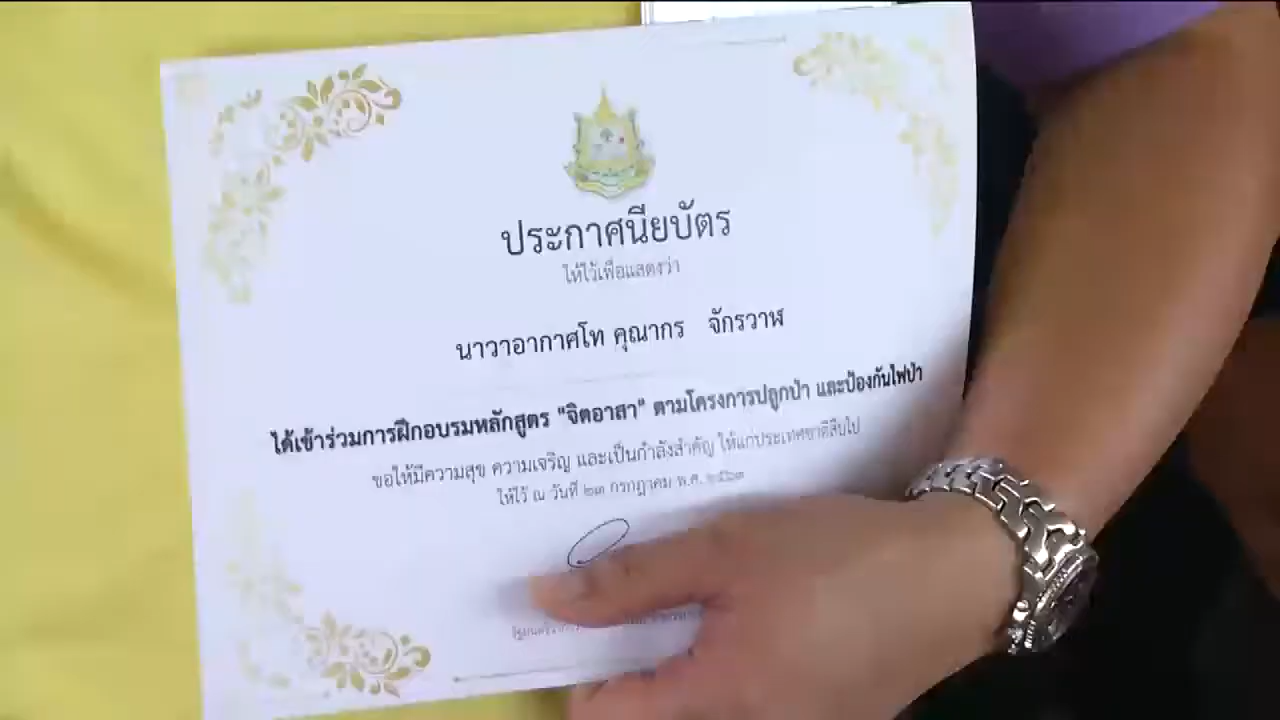 ประกาศนียบัตร
ให้ไว้เพื่อแสดงว่า
นาวาอากาศโท คุณากร จักรวาฬ
ได้เข้าร่วมการฝึกอบรมหลักสูตร "จิตอาสา" ตามโครงการปลูกป่า และป้องกันไฟป่า
ขอให้มีความสุข ความเจริญ และเป็นกำลังสำคัญ ให้แก่ประเทศชาติสืบไป
ให้ไว้ ณ วันที่ ๒๓ กรกฎาคม พ.ศ. ๒๕๖๓